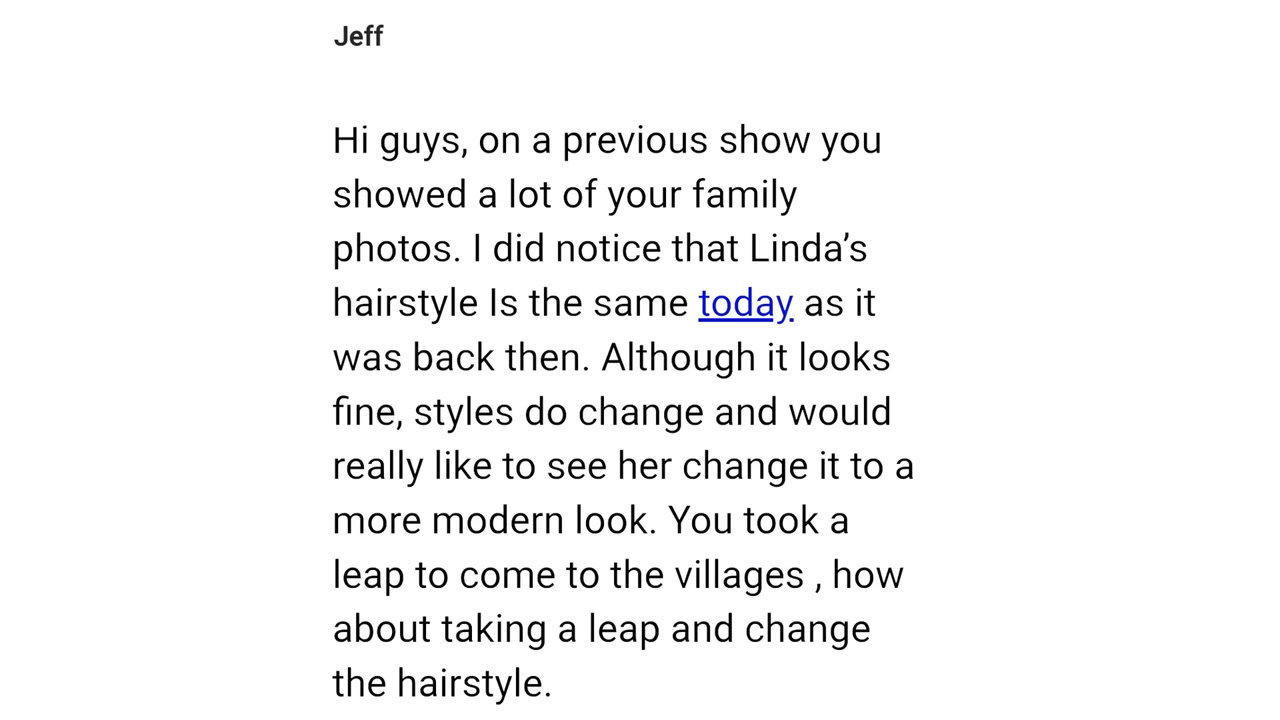 Jeff
Hi guys, on a previous show you
showed a lot of your family
photos. I did notice that Linda’s
hairstyle Is the same today as it
was back then. Although it looks
fine, styles do change and would
really like to see her change it to a
more modern look. You took a
leap to come to the villages , how
about taking a leap and change
the hairstyle.